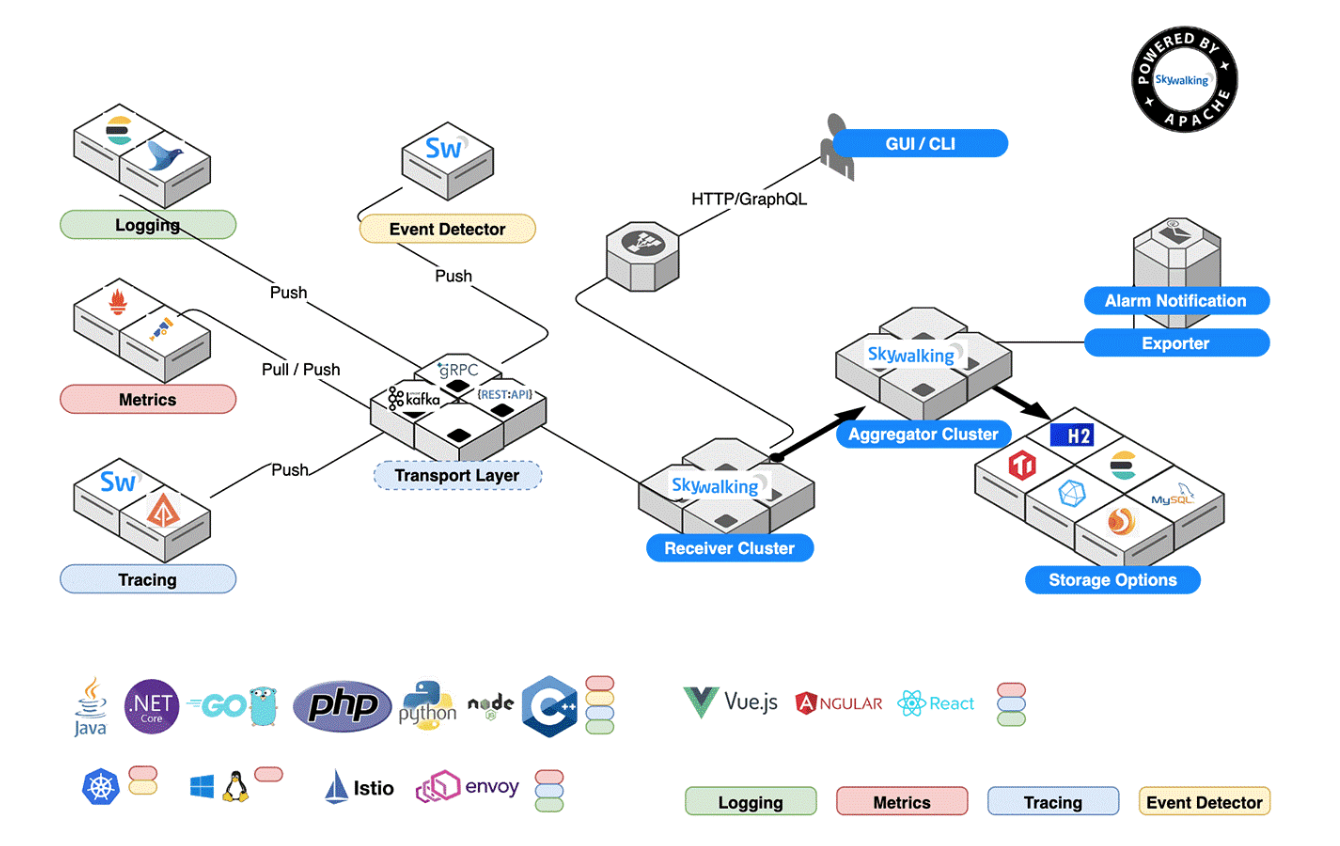 POWERED BY
Skywalking
APACHE
Sw
GUI / CLI
HTTP/GraphQL
Logging
Event Detector
Push
Push
Alarm Notification
Exporter
Metrics
Pull / Push
gRPC
kafka
{REST:API}
Skywalking
Aggregator Cluster
Transport Layer
H2
MySQL
Sw
Push
Skywalking
Receiver Cluster
Tracing
Storage Options
Java
.NET
Core
GO
php
python
node
JS
C++
Vue.js
ANGULAR
React
Istio
envoy
Logging
Metrics
Tracing
Event Detector